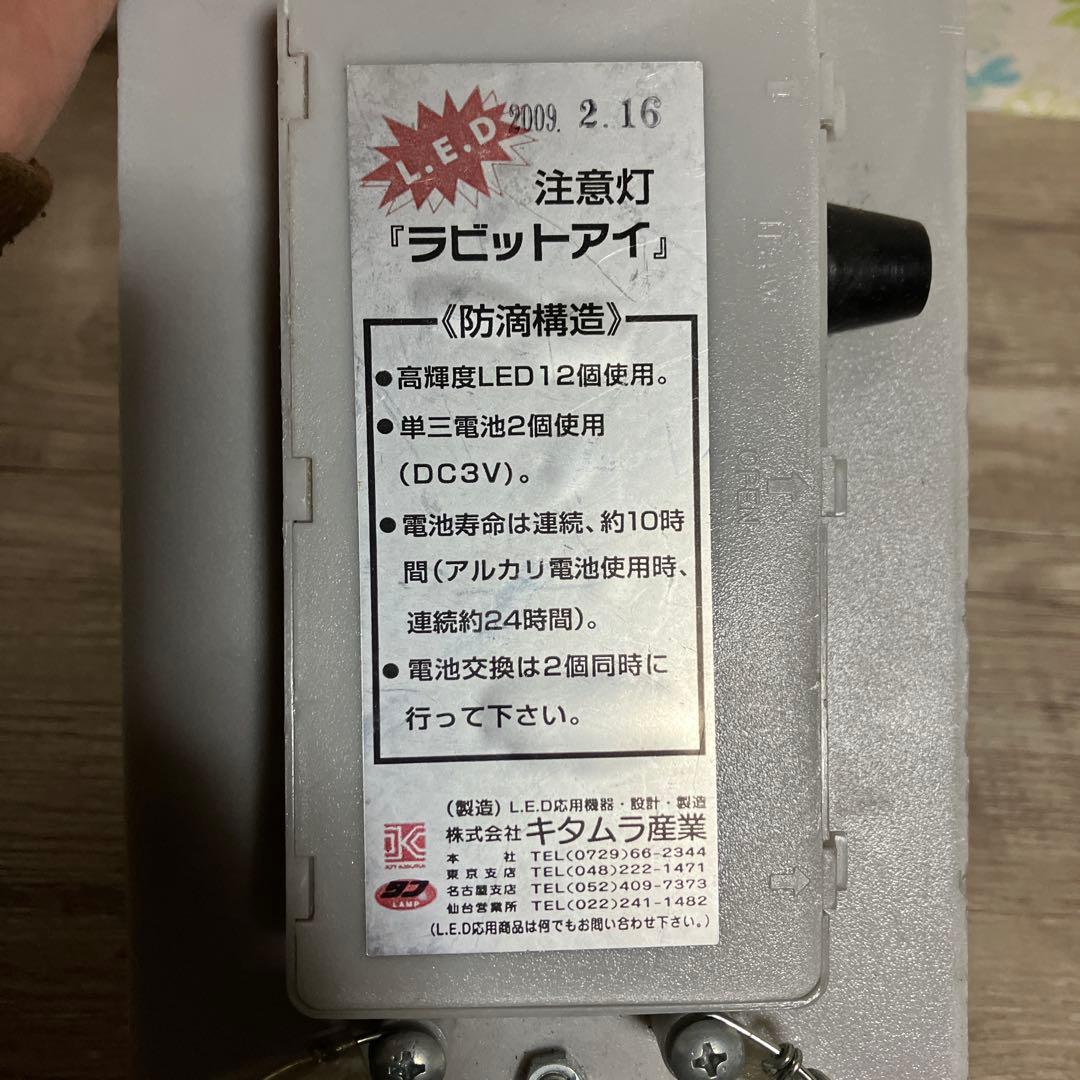 2009. 2.16
L.E.D
注意灯
『ラビットアイ』
《防滴構造》
●高輝度LED12個使用。
●単三電池2個使用
(DC3V)。
●電池寿命は連続、約10時
間(アルカリ電池使用時、
連続約24時間)。
●電池交換は2個同時に
行って下さい。
(製造) L.E.D応用機器・設計・製造
株式会社 キタムラ産業
本 社 TEL(0729)66-2344
東京支店 TEL(048)222-1471
名古屋支店 TEL(052)409-7373
仙台営業所 TEL(022)241-1482
(L.E.D応用商品は何でもお問い合わせ下さい。)
タフ
LAMP
OPEN